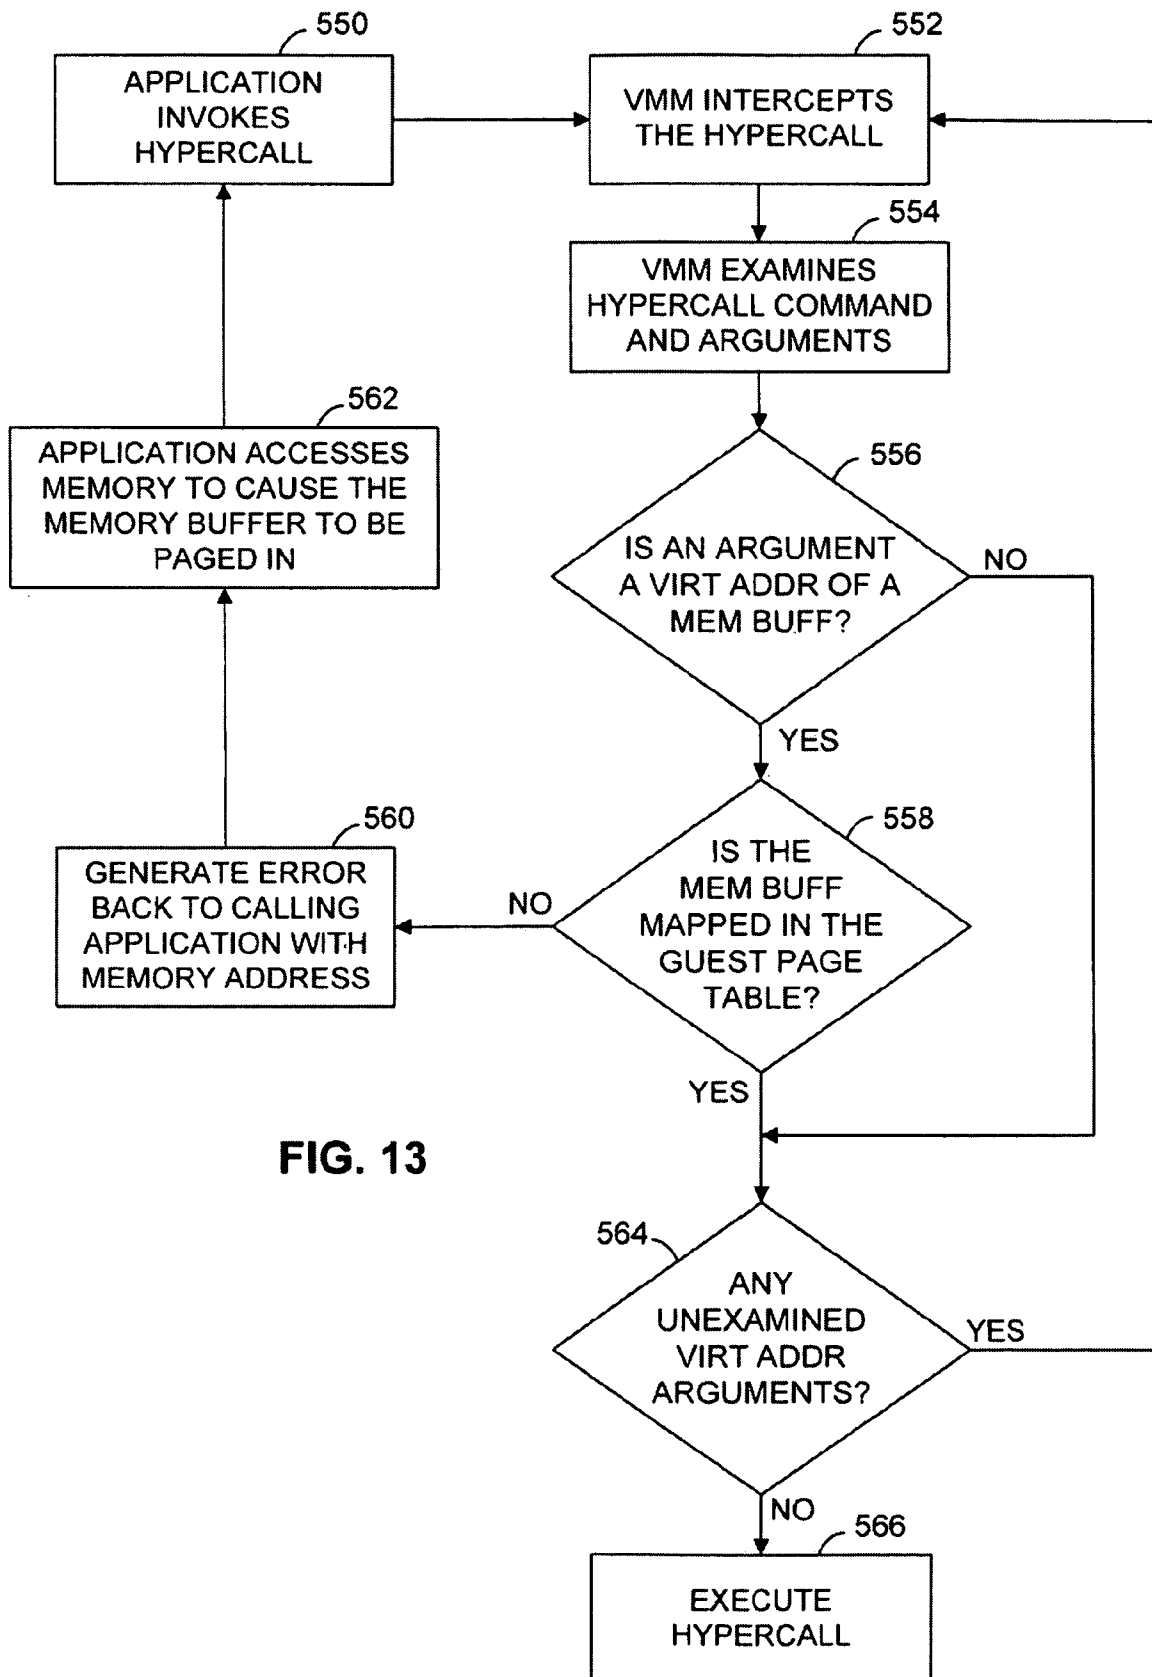 550
APPLICATION
INVOKES
HYPERCALL
552
VMM INTERCEPTS
THE HYPERCALL
554
VMM EXAMINES
HYPERCALL COMMAND
AND ARGUMENTS
562
APPLICATION ACCESSES
MEMORY TO CAUSE THE
MEMORY BUFFER TO BE
PAGED IN
556
IS AN ARGUMENT
A VIRT ADDR OF A
MEM BUFF?
NO
YES
558
IS THE
MEM BUFF
MAPPED IN THE
GUEST PAGE
TABLE?
NO
560
GENERATE ERROR
BACK TO CALLING
APPLICATION WITH
MEMORY ADDRESS
YES
FIG. 13
564
ANY
UNEXAMINED
VIRT ADDR
ARGUMENTS?
YES
NO
566
EXECUTE
HYPERCALL